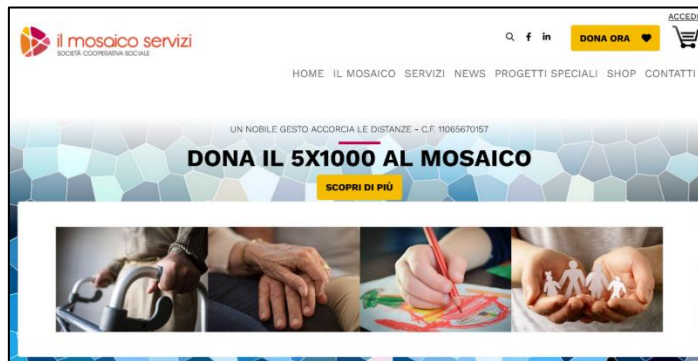 ACCEDI
il mosaico servizi
SOCIETÀ COOPERATIVA SOCIALE
f in
DONA ORA
HOME IL MOSAICO SERVIZI NEWS PROGETTI SPECIALI SHOP CONTATTI
UN NOBILE GESTO ACCORCIA LE DISTANZE - C.F. 11065670157
DONA IL 5X1000 AL MOSAICO
SCOPRI DI PIÙ